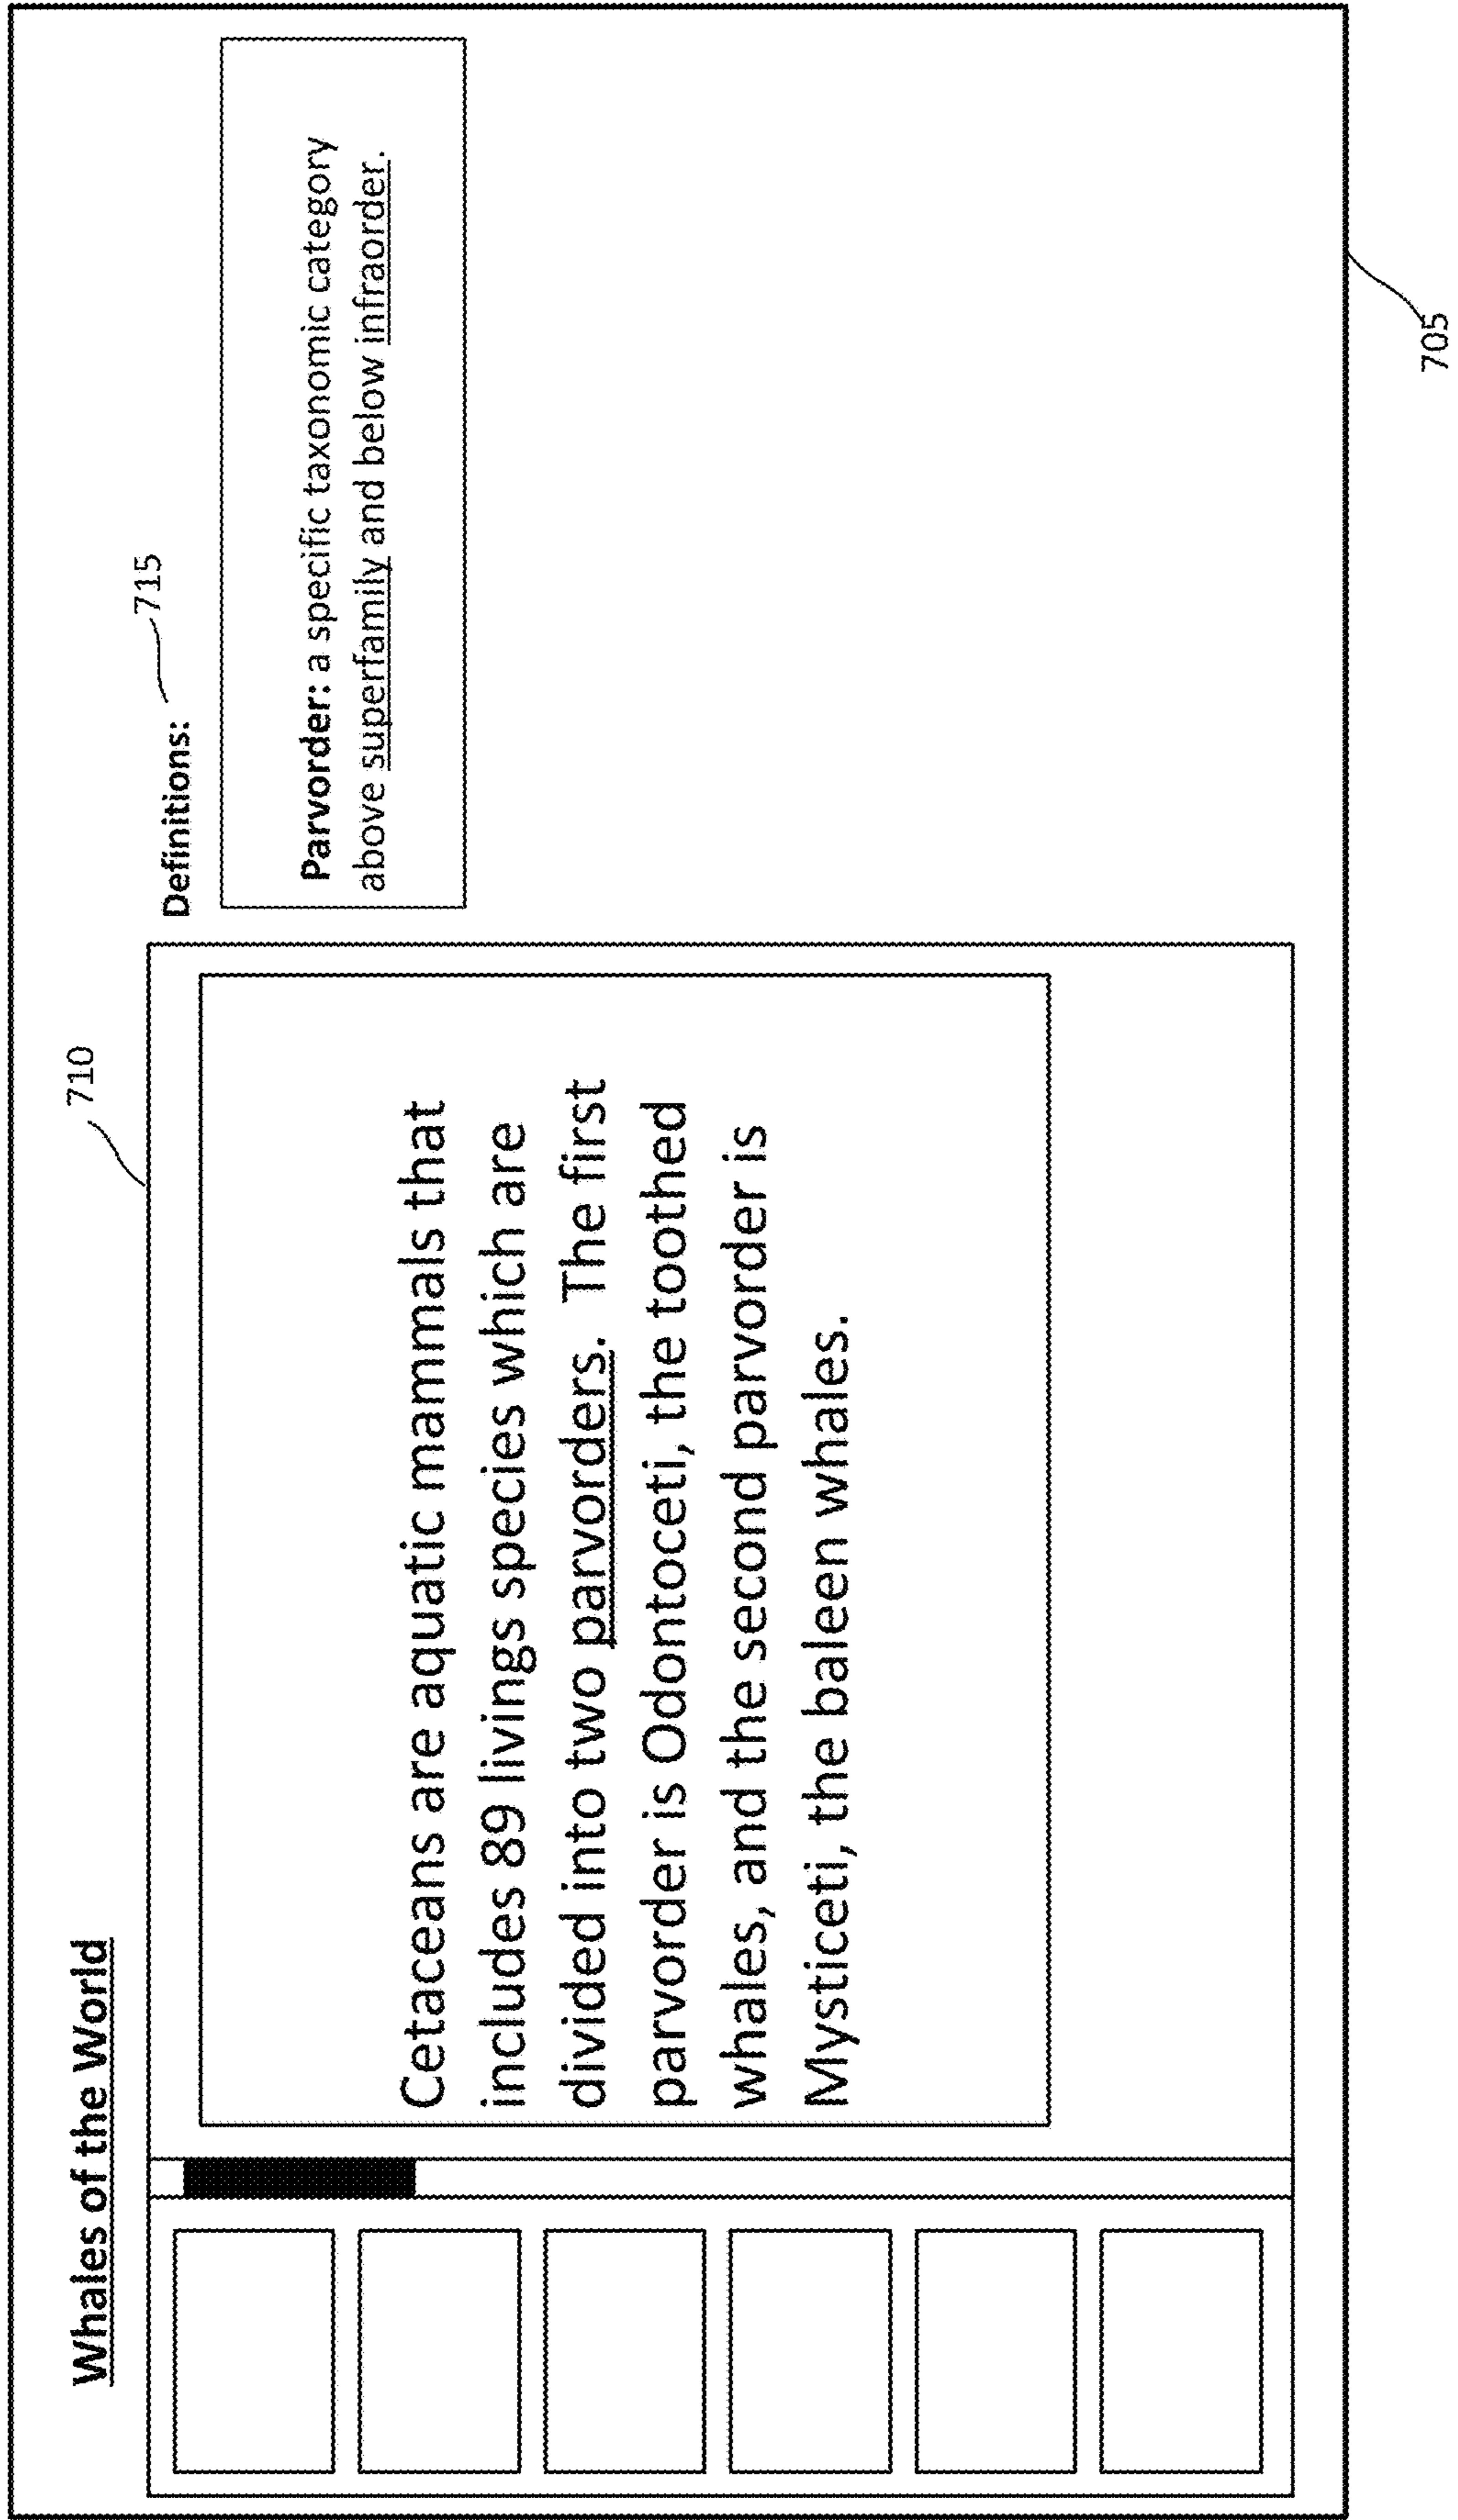 Whales of the World
710
Cetaceans are aquatic mammals that
includes 89 livings species which are
divided into two parvorders. The first
parvorder is Odontoceti, the toothed
whales, and the second parvorder is
Mysticeti, the baleen whales.
Definitions:
715
Parvorder: a specific taxonomic category
above superfamily and below infraorder.
705